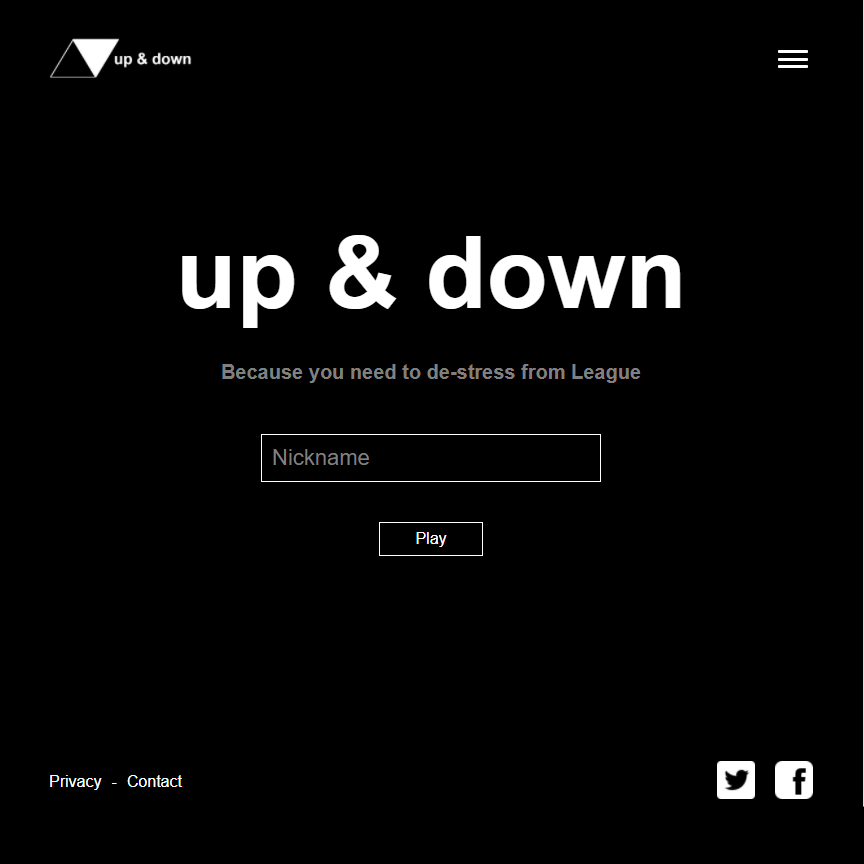 up & down
up & down
Because you need to de-stress from League
Nickname
Play
Privacy - Contact